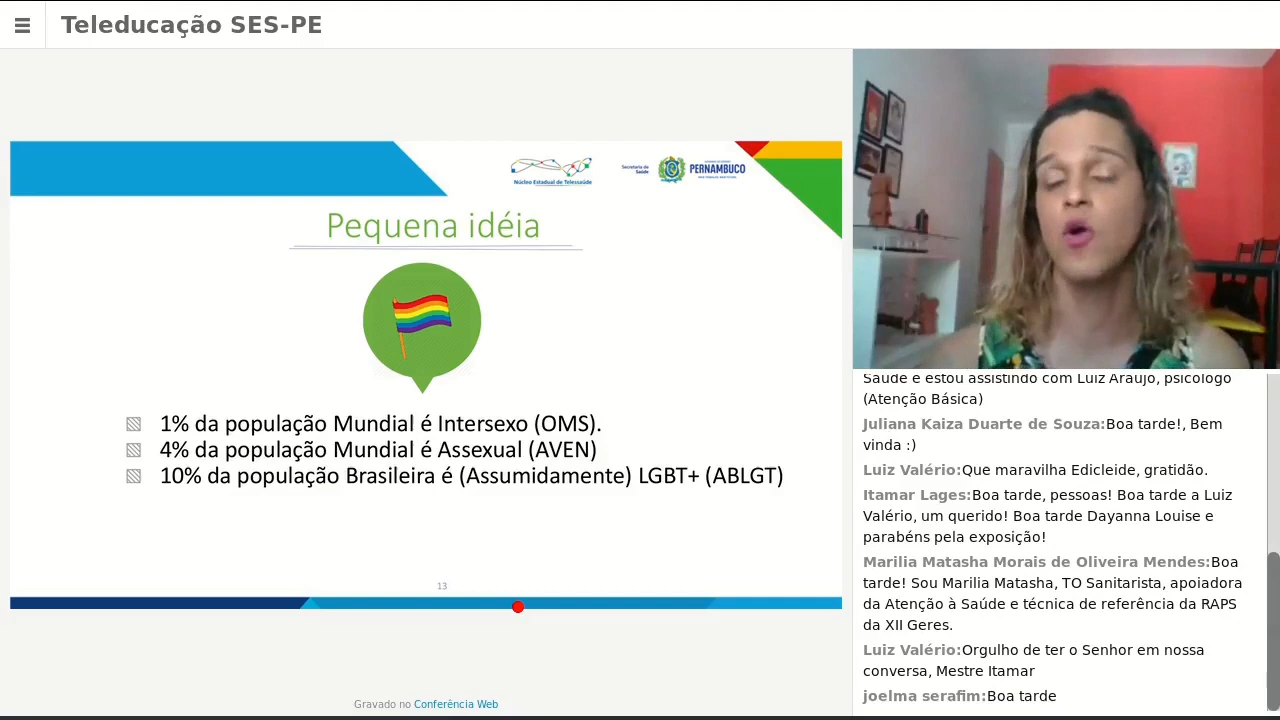 Teleducação SES-PE
Núcleo Estadual de Telessaúde
Secretaria de
Saúde
PERNAMBUCO
Pequena idéia
1% da população Mundial é Intersexo (OMS).
4% da população Mundial é Assexual (AVEN)
10% da população Brasileira é (Assumidamente) LGBT+ (ABLGT)
13
Gravado no Conferência Web
Saúde e estou assistindo com Luiz Araújo, psicólogo
(Atenção Básica)
Juliana Kaiza Duarte de Souza:Boa tarde!, Bem
vinda :)
Luiz Valério:Que maravilha Edicleide, gratidão.
Itamar Lages:Boa tarde, pessoas! Boa tarde a Luiz
Valério, um querido! Boa tarde Dayanna Louise e
parabéns pela exposição!
Marilia Matasha Morais de Oliveira Mendes:Boa
tarde! Sou Marilia Matasha, TO Sanitarista, apoiadora
da Atenção à Saúde e técnica de referência da RAPS
da XII Geres.
Luiz Valério:Orgulho de ter o Senhor em nossa
conversa, Mestre Itamar
joelma serafim:Boa tarde